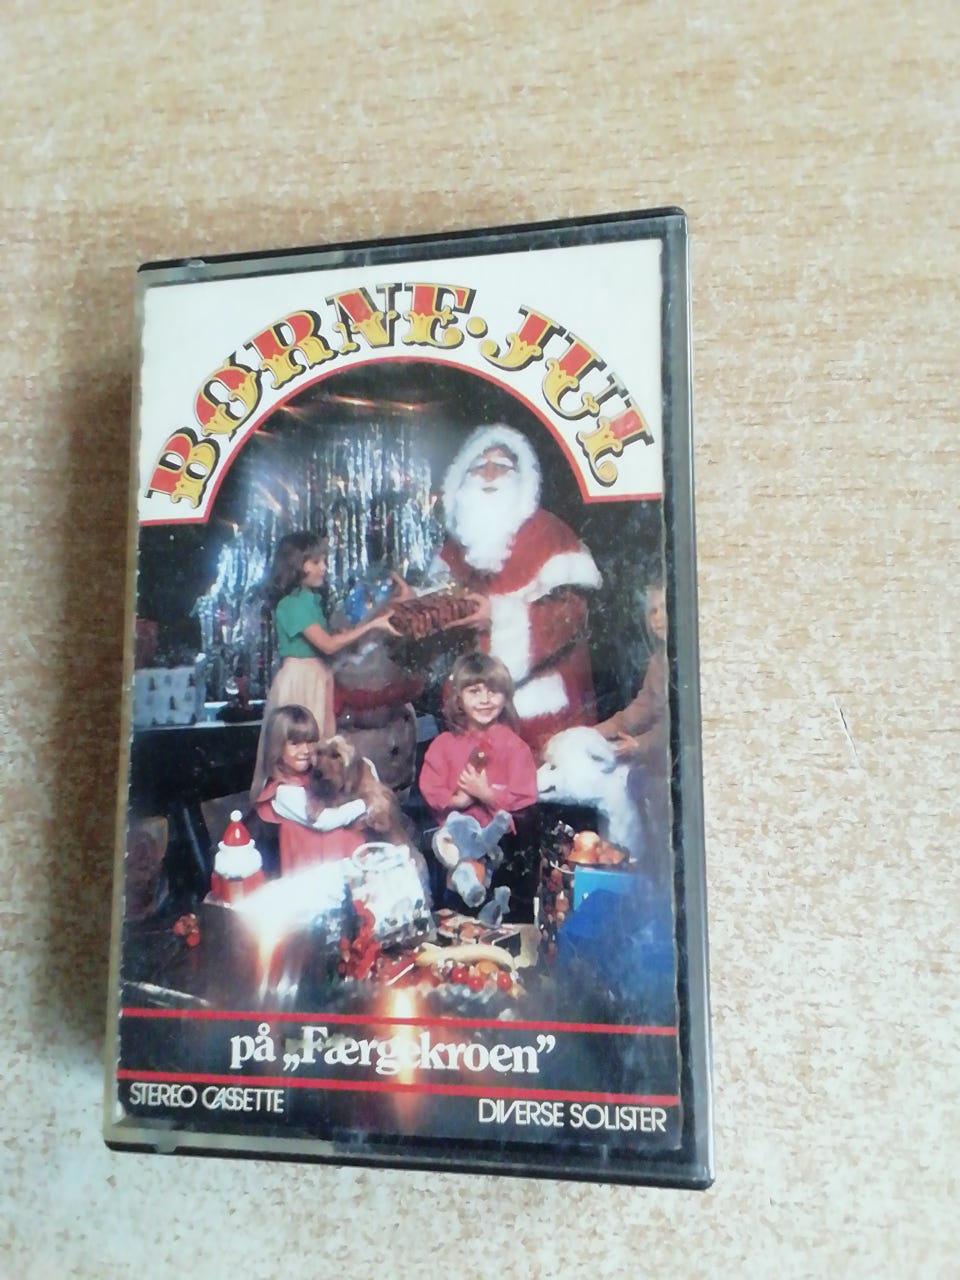 BØRNE·JUL
på „Færgekroen”
STEREO CASSETTE
DIVERSE SOLISTER